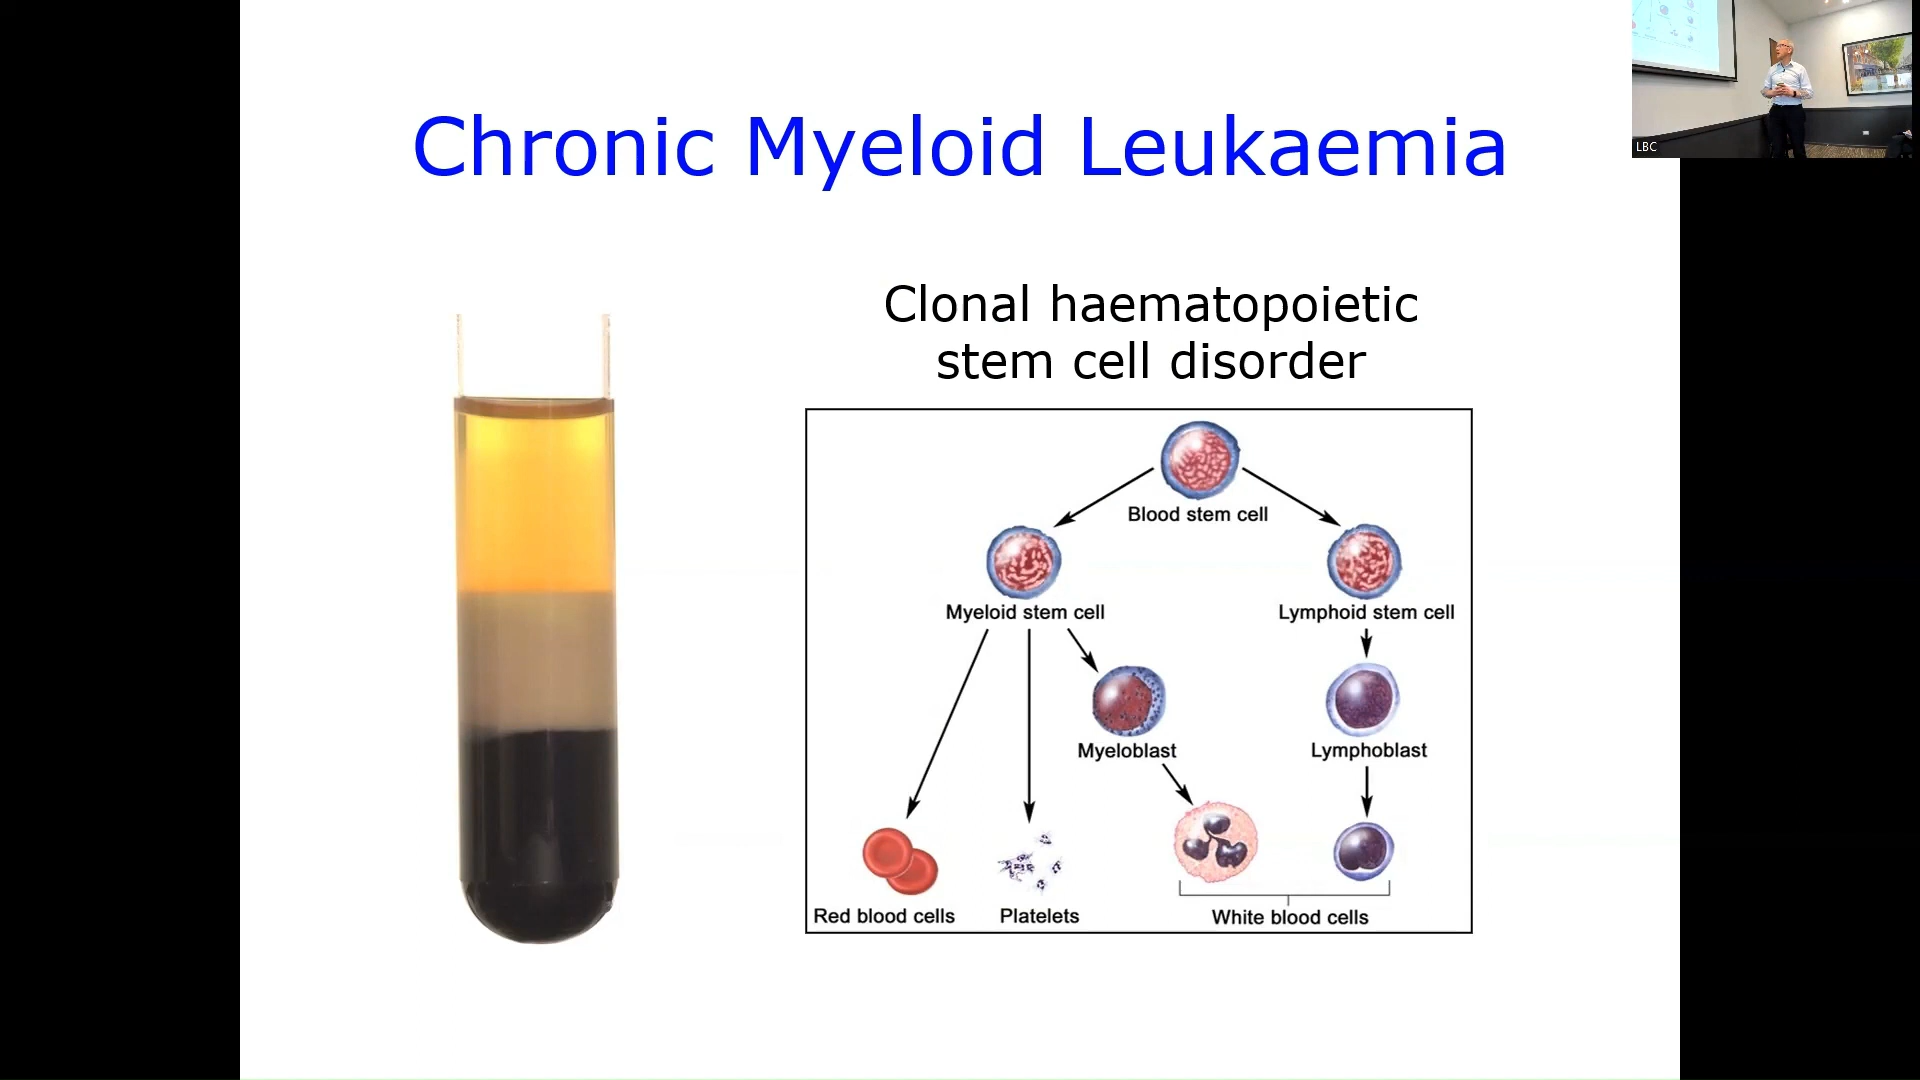 Chronic Myeloid Leukaemia
LBC
Clonal haematopoietic
stem cell disorder
Blood stem cell
Myeloid stem cell
Lymphoid stem cell
Myeloblast
Lymphoblast
Red blood cells
Platelets
White blood cells